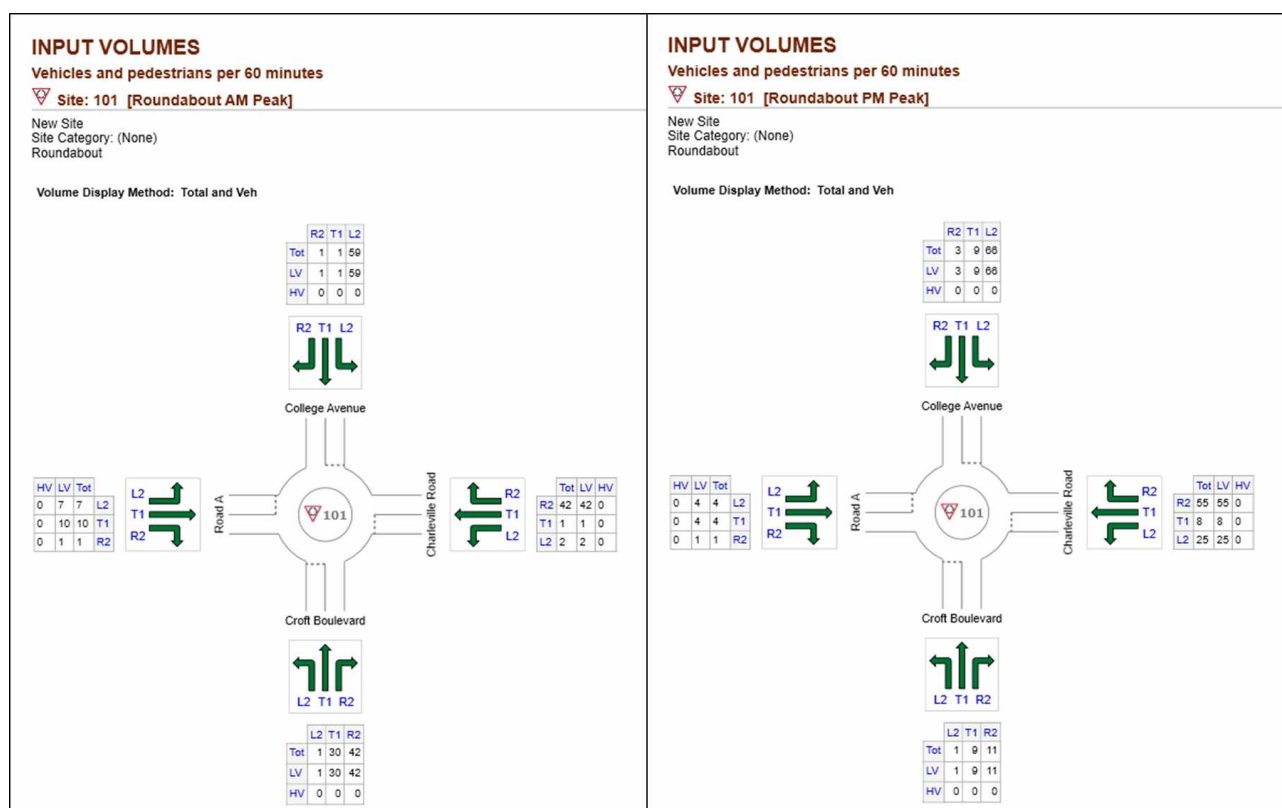 INPUT VOLUMES
Vehicles and pedestrians per 60 minutes
Site: 101 [Roundabout AM Peak]
New Site
Site Category: (None)
Roundabout
Volume Display Method: Total and Veh
R2 T1 L2
Tot 1 1 59
LV 1 1 59
HV 0 0 0
R2 T1 L2
College Avenue
HV LV Tot
0 7 7 L2
0 10 10 T1
0 1 1 R2
L2
T1
R2
Road A
101
Charleville Road
R2
T1
L2
Tot LV HV
R2 42 42 0
T1 1 1 0
L2 2 2 0
Croft Boulevard
L2 T1 R2
L2 T1 R2
Tot 1 30 42
LV 1 30 42
HV 0 0 0
INPUT VOLUMES
Vehicles and pedestrians per 60 minutes
Site: 101 [Roundabout PM Peak]
New Site
Site Category: (None)
Roundabout
Volume Display Method: Total and Veh
R2 T1 L2
Tot 3 9 66
LV 3 9 66
HV 0 0 0
R2 T1 L2
College Avenue
HV LV Tot
0 4 4 L2
0 4 4 T1
0 1 1 R2
L2
T1
R2
Road A
101
Charleville Road
R2
T1
L2
Tot LV HV
R2 55 55 0
T1 8 8 0
L2 25 25 0
Croft Boulevard
L2 T1 R2
L2 T1 R2
Tot 1 9 11
LV 1 9 11
HV 0 0 0